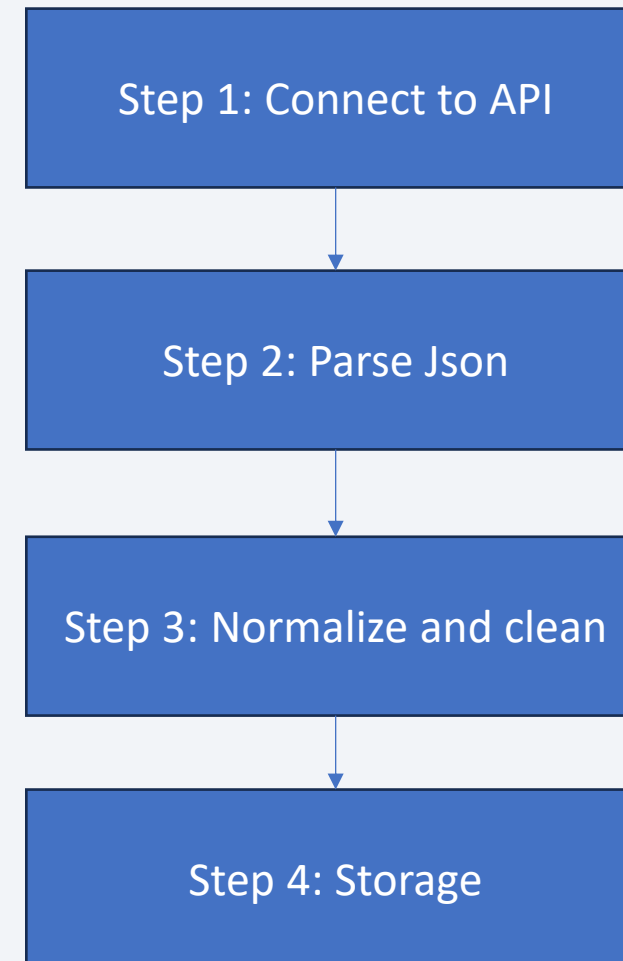 Step 1: Connect to API
Step 2: Parse Json
Step 3: Normalize and clean
Step 4: Storage